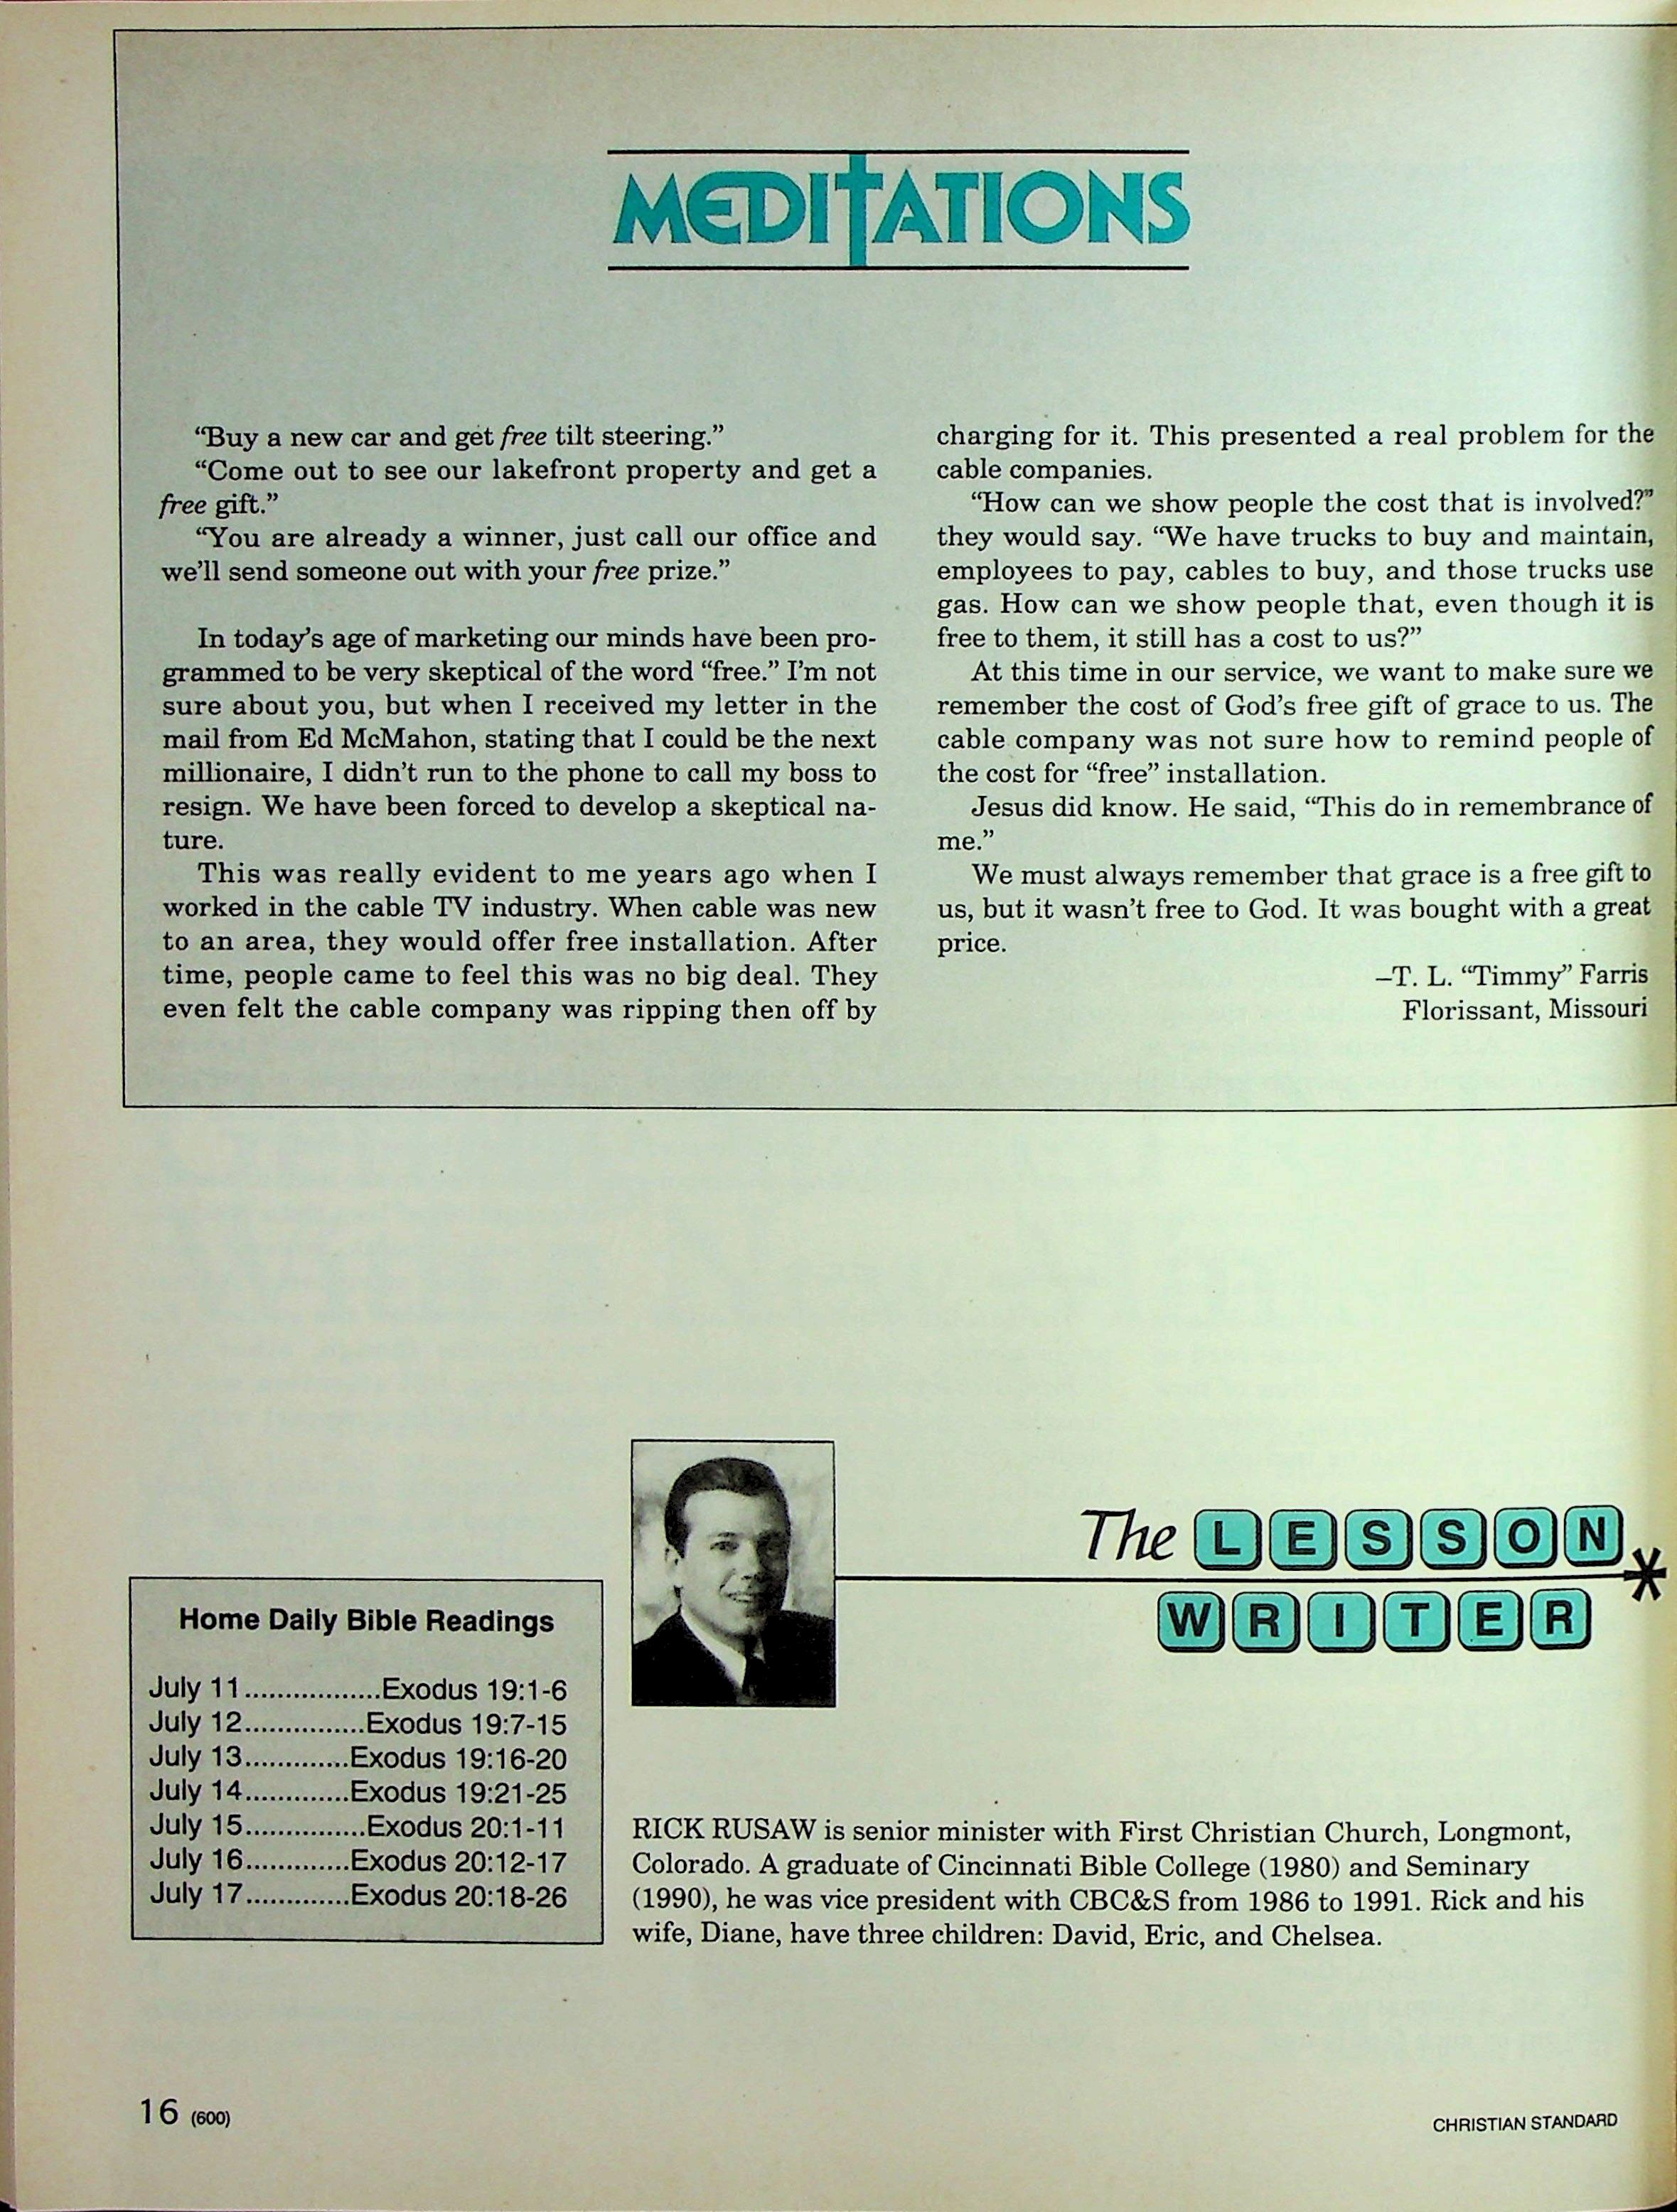 MEDITATIONS
“Buy a new car and get free tilt steering.”
“Come out to see our lakefront property and get a
free gift.”
“You are already a winner, just call our office and
we’ll send someone out with your free prize.”
In today’s age of marketing our minds have been pro-
grammed to be very skeptical of the word “free.” I’m not
sure about you, but when I received my letter in the
mail from Ed McMahon, stating that I could be the next
millionaire, I didn’t run to the phone to call my boss to
resign. We have been forced to develop a skeptical na-
ture.
This was really evident to me years ago when I
worked in the cable TV industry. When cable was new
to an area, they would offer free installation. After
time, people came to feel this was no big deal. They
even felt the cable company was ripping then off by
charging for it. This presented a real problem for the
cable companies.
“How can we show people the cost that is involved?”
they would say. “We have trucks to buy and maintain,
employees to pay, cables to buy, and those trucks use
gas. How can we show people that, even though it is
free to them, it still has a cost to us?”
At this time in our service, we want to make sure we
remember the cost of God’s free gift of grace to us. The
cable company was not sure how to remind people of
the cost for “free” installation.
Jesus did know. He said, “This do in remembrance of
me.”
We must always remember that grace is a free gift to
us, but it wasn’t free to God. It was bought with a great
price.
–T. L. “Timmy” Farris
Florissant, Missouri
Home Daily Bible Readings
July 11.................Exodus 19:1-6
July 12...............Exodus 19:7-15
July 13.............Exodus 19:16-20
July 14.............Exodus 19:21-25
July 15...............Exodus 20:1-11
July 16.............Exodus 20:12-17
July 17.............Exodus 20:18-26
The LESSON
WRITER
*
RICK RUSAW is senior minister with First Christian Church, Longmont,
Colorado. A graduate of Cincinnati Bible College (1980) and Seminary
(1990), he was vice president with CBC&S from 1986 to 1991. Rick and his
wife, Diane, have three children: David, Eric, and Chelsea.
16 (600)
CHRISTIAN STANDARD